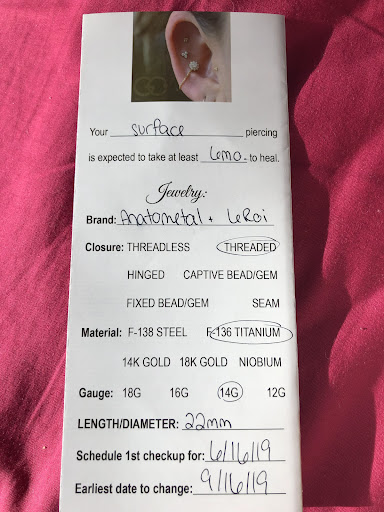 Your surface piercing
is expected to take at least 6mo. to heal.
Jewelry:
Brand: Anatometal + LeRoi
Closure: THREADLESS THREADED
HINGED CAPTIVE BEAD/GEM
FIXED BEAD/GEM SEAM
Material: F-138 STEEL F-136 TITANIUM
14K GOLD 18K GOLD NIOBIUM
Gauge: 18G 16G 14G 12G
LENGTH/DIAMETER: 22mm
Schedule 1st checkup for: 6/16/19
Earliest date to change: 9/16/19